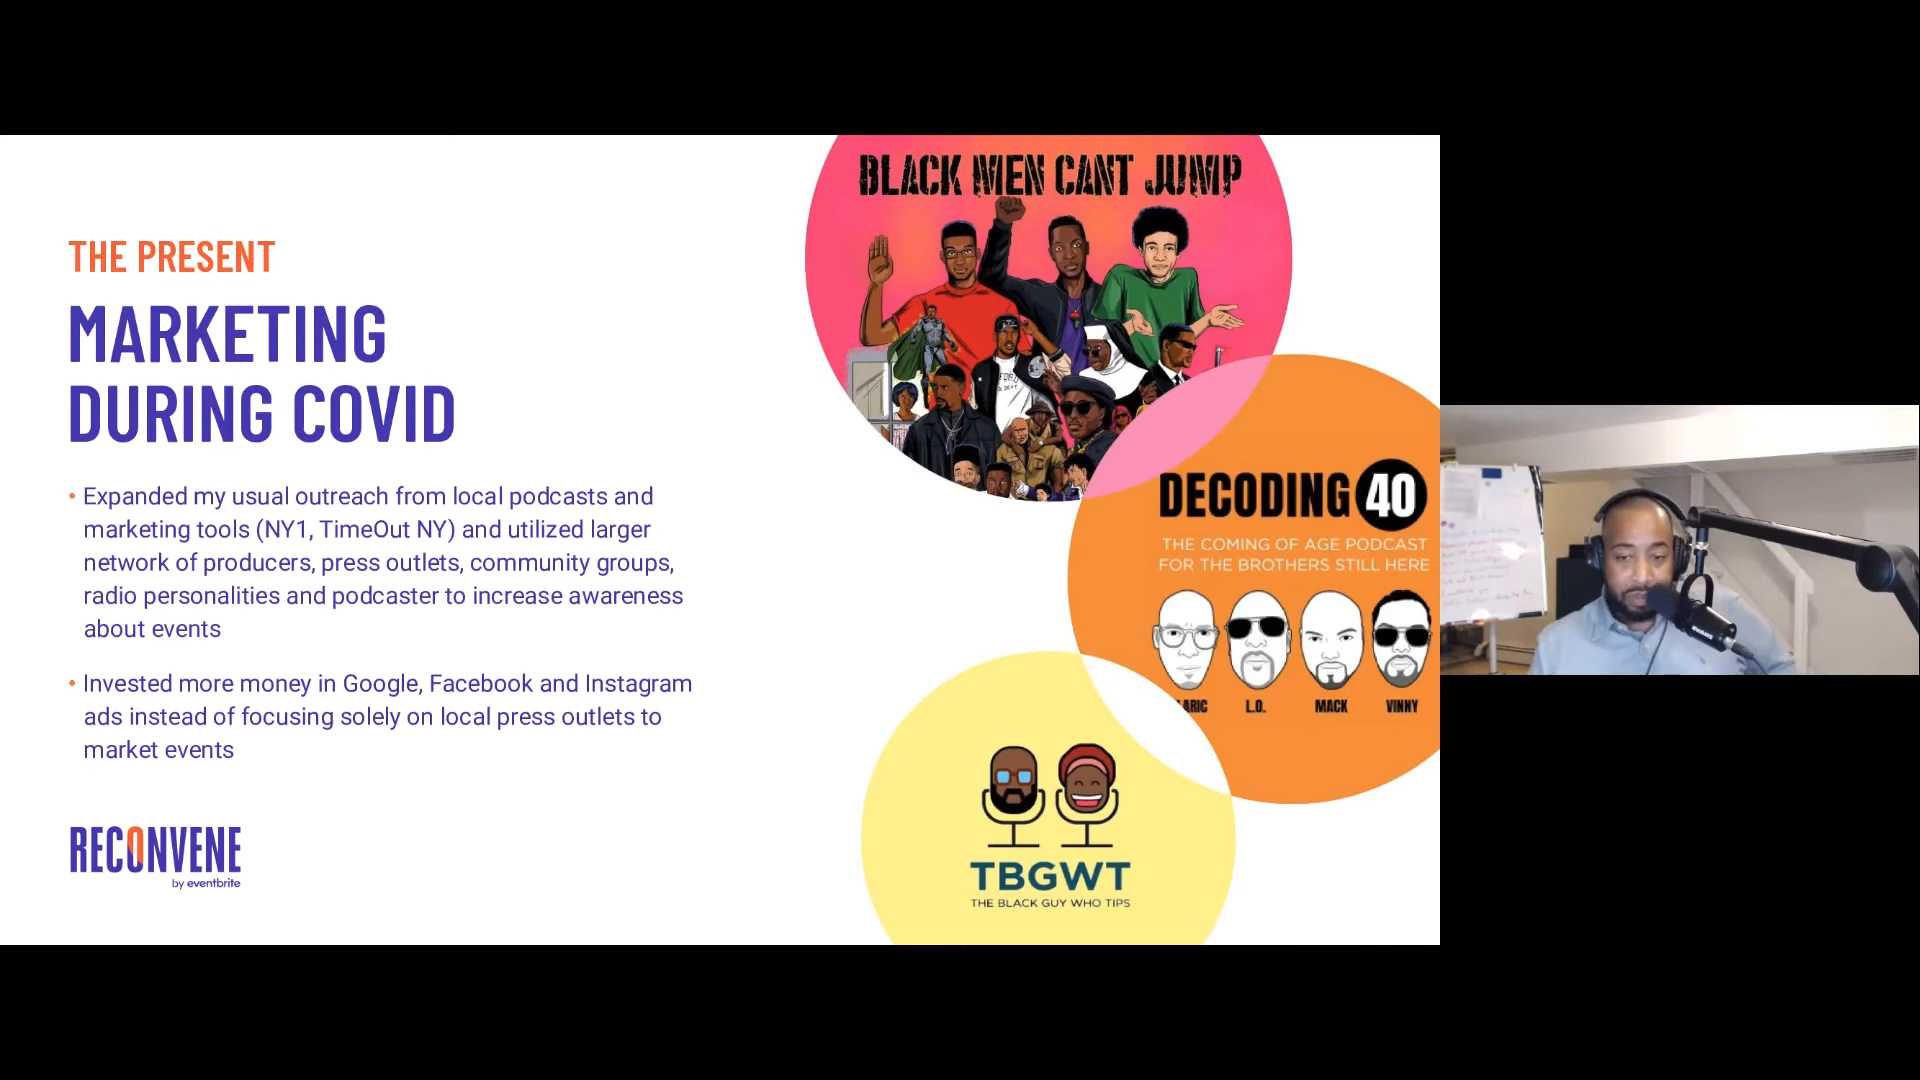 THE PRESENT
MARKETING
DURING COVID
• Expanded my usual outreach from local podcasts and
marketing tools (NY1, TimeOut NY) and utilized larger
network of producers, press outlets, community groups,
radio personalities and podcaster to increase awareness
about events
• Invested more money in Google, Facebook and Instagram
ads instead of focusing solely on local press outlets to
market events
RECONVENE
by eventbrite
BLACK MEN CANT JUMP
DECODING 40
THE COMING OF AGE PODCAST
FOR THE BROTHERS STILL HERE
L.O. MACK VINNY
TBGWT
THE BLACK GUY WHO TIPS